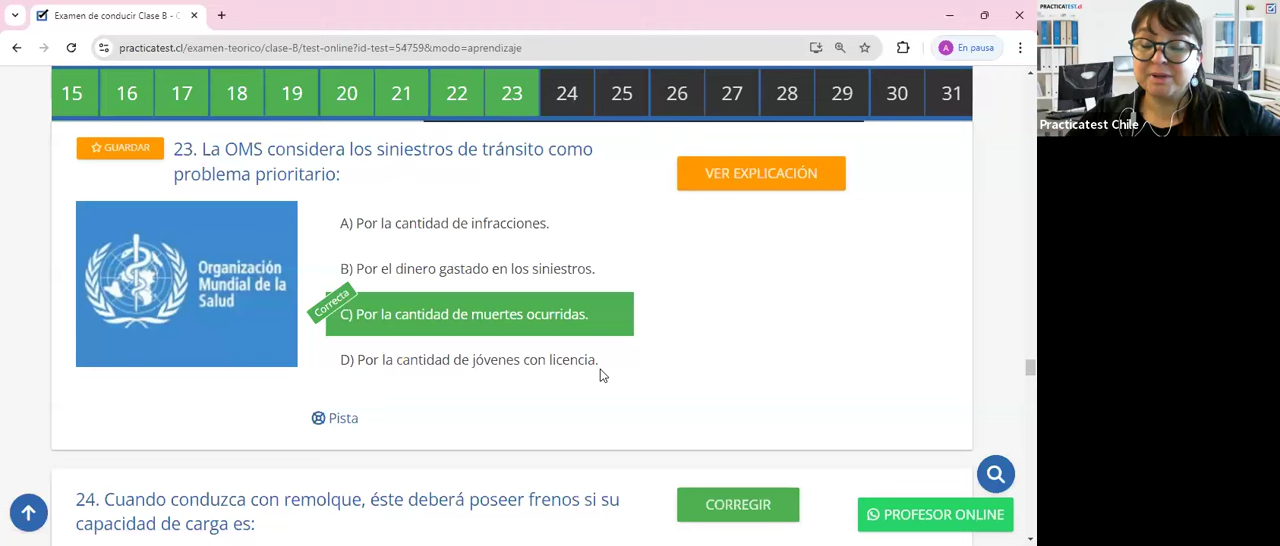 Examen de conducir Clase B - C
practicatest.cl/examen-teorico/clase-B/test-online?id-test=54759&modo=aprendizaje
A
En pausa
PRACTICATEST.cl
Practicatest Chile
15 16 17 18 19 20 21 22 23 24 25 26 27 28 29 30 31
GUARDAR
23. La OMS considera los siniestros de tránsito como
problema prioritario:
VER EXPLICACIÓN
Organización
Mundial de la
Salud
A) Por la cantidad de infracciones.
B) Por el dinero gastado en los siniestros.
Correcta
C) Por la cantidad de muertes ocurridas.
D) Por la cantidad de jóvenes con licencia.
Pista
24. Cuando conduzca con remolque, éste deberá poseer frenos si su
capacidad de carga es:
CORREGIR
PROFESOR ONLINE